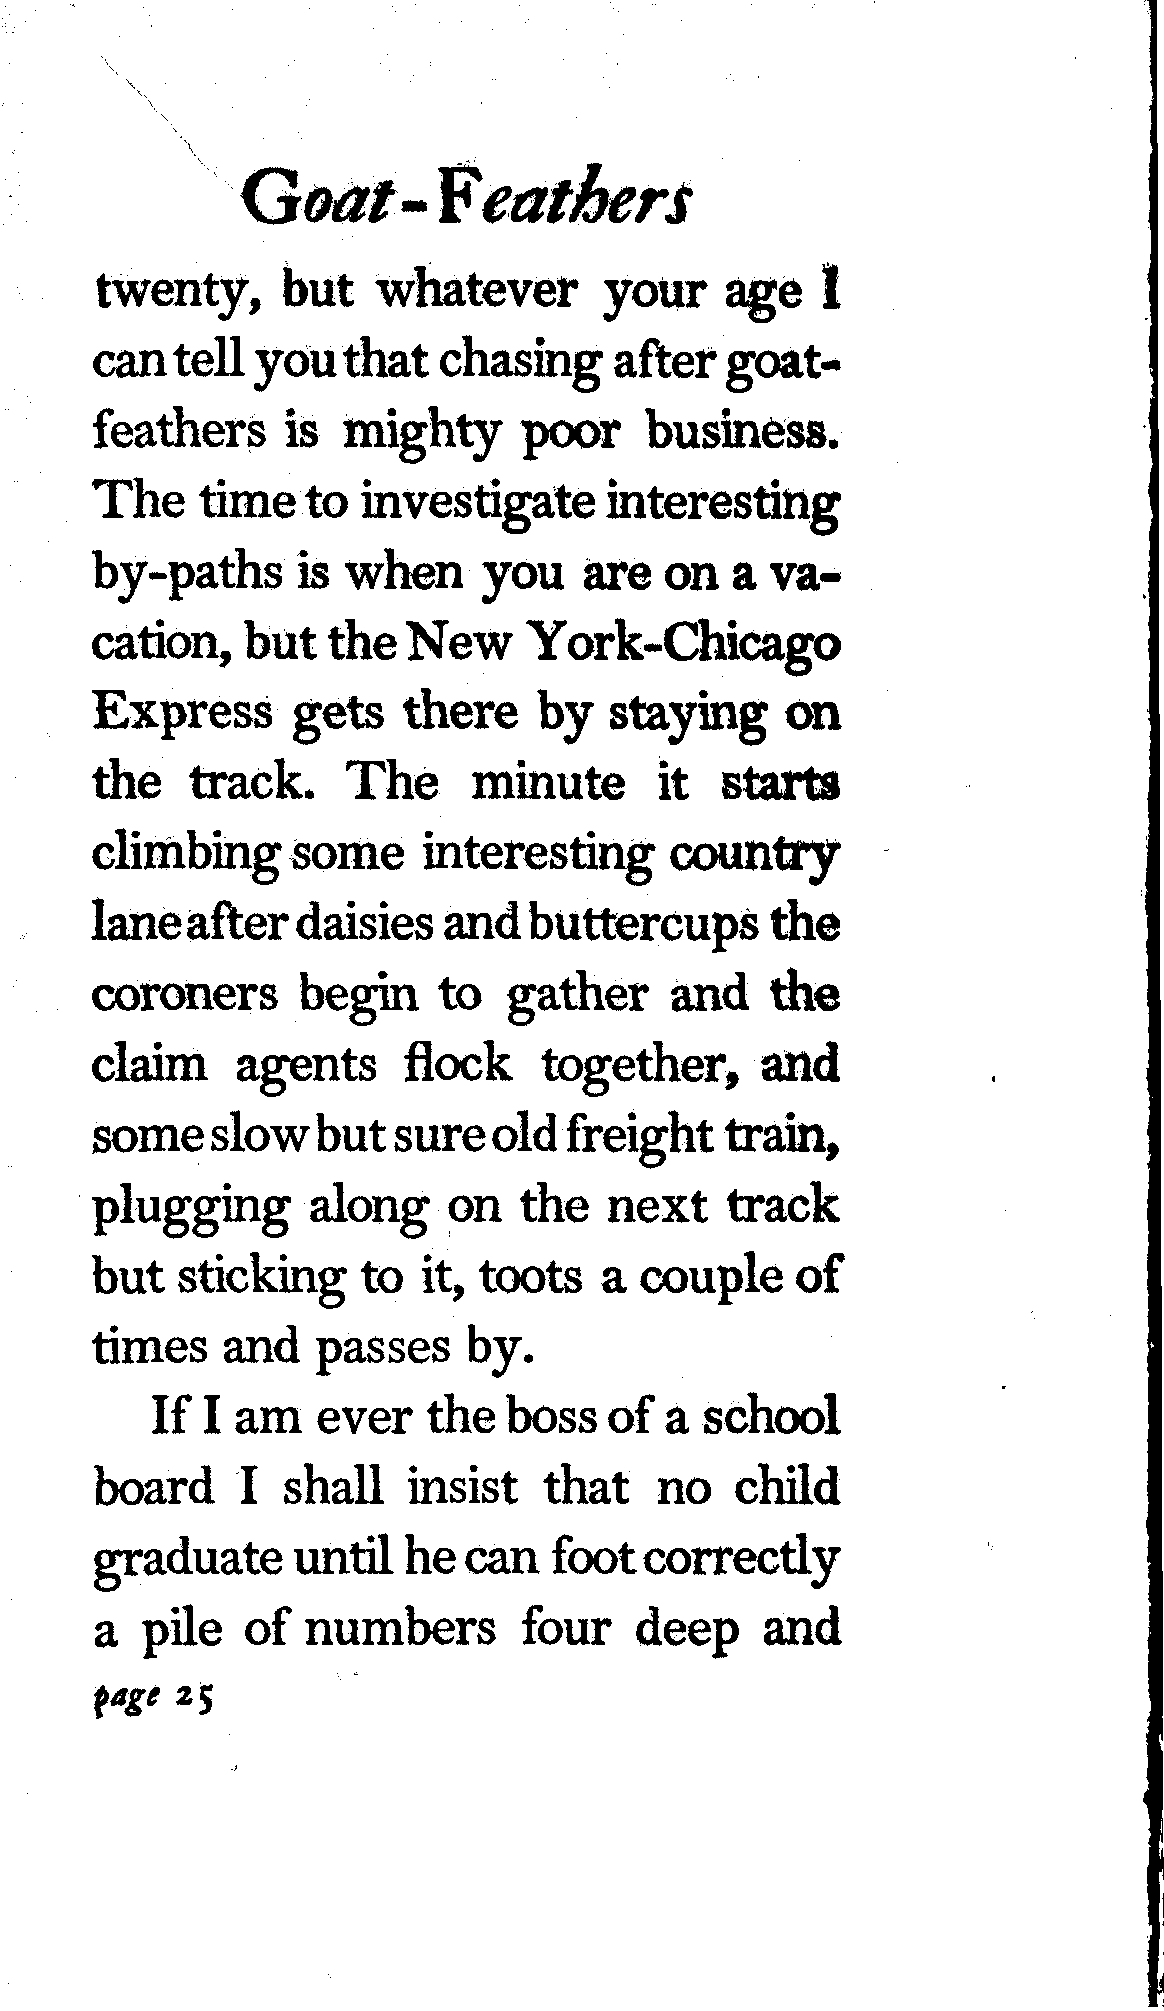 Goat-Feathers
twenty, but whatever your age I
can tell you that chasing after goat-
feathers is mighty poor business.
The time to investigate interesting
by-paths is when you are on a va-
cation, but the New York-Chicago
Express gets there by staying on
the track. The minute it starts
climbing some interesting country
lane after daisies and buttercups the
coroners begin to gather and the
claim agents flock together, and
some slow but sure old freight train,
plugging along on the next track
but sticking to it, toots a couple of
times and passes by.
If I am ever the boss of a school
board I shall insist that no child
graduate until he can foot correctly
a pile of numbers four deep and
page 25